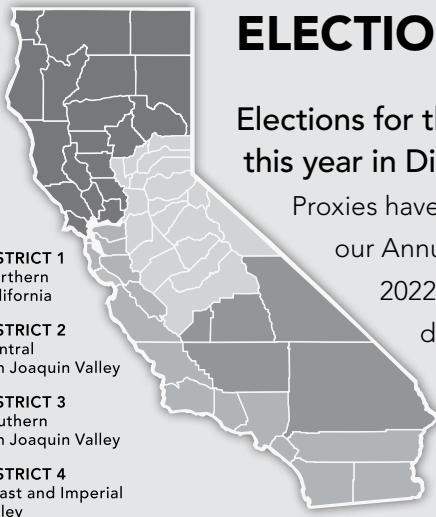 ELECTIO
Elections for t
this year in Di
Proxies have
our Annu
2022
d
STRICT 1
rthern
lifornia
STRICT 2
ntral
n Joaquin Valley
STRICT 3
uthern
n Joaquin Valley
STRICT 4
ast and Imperial
lley